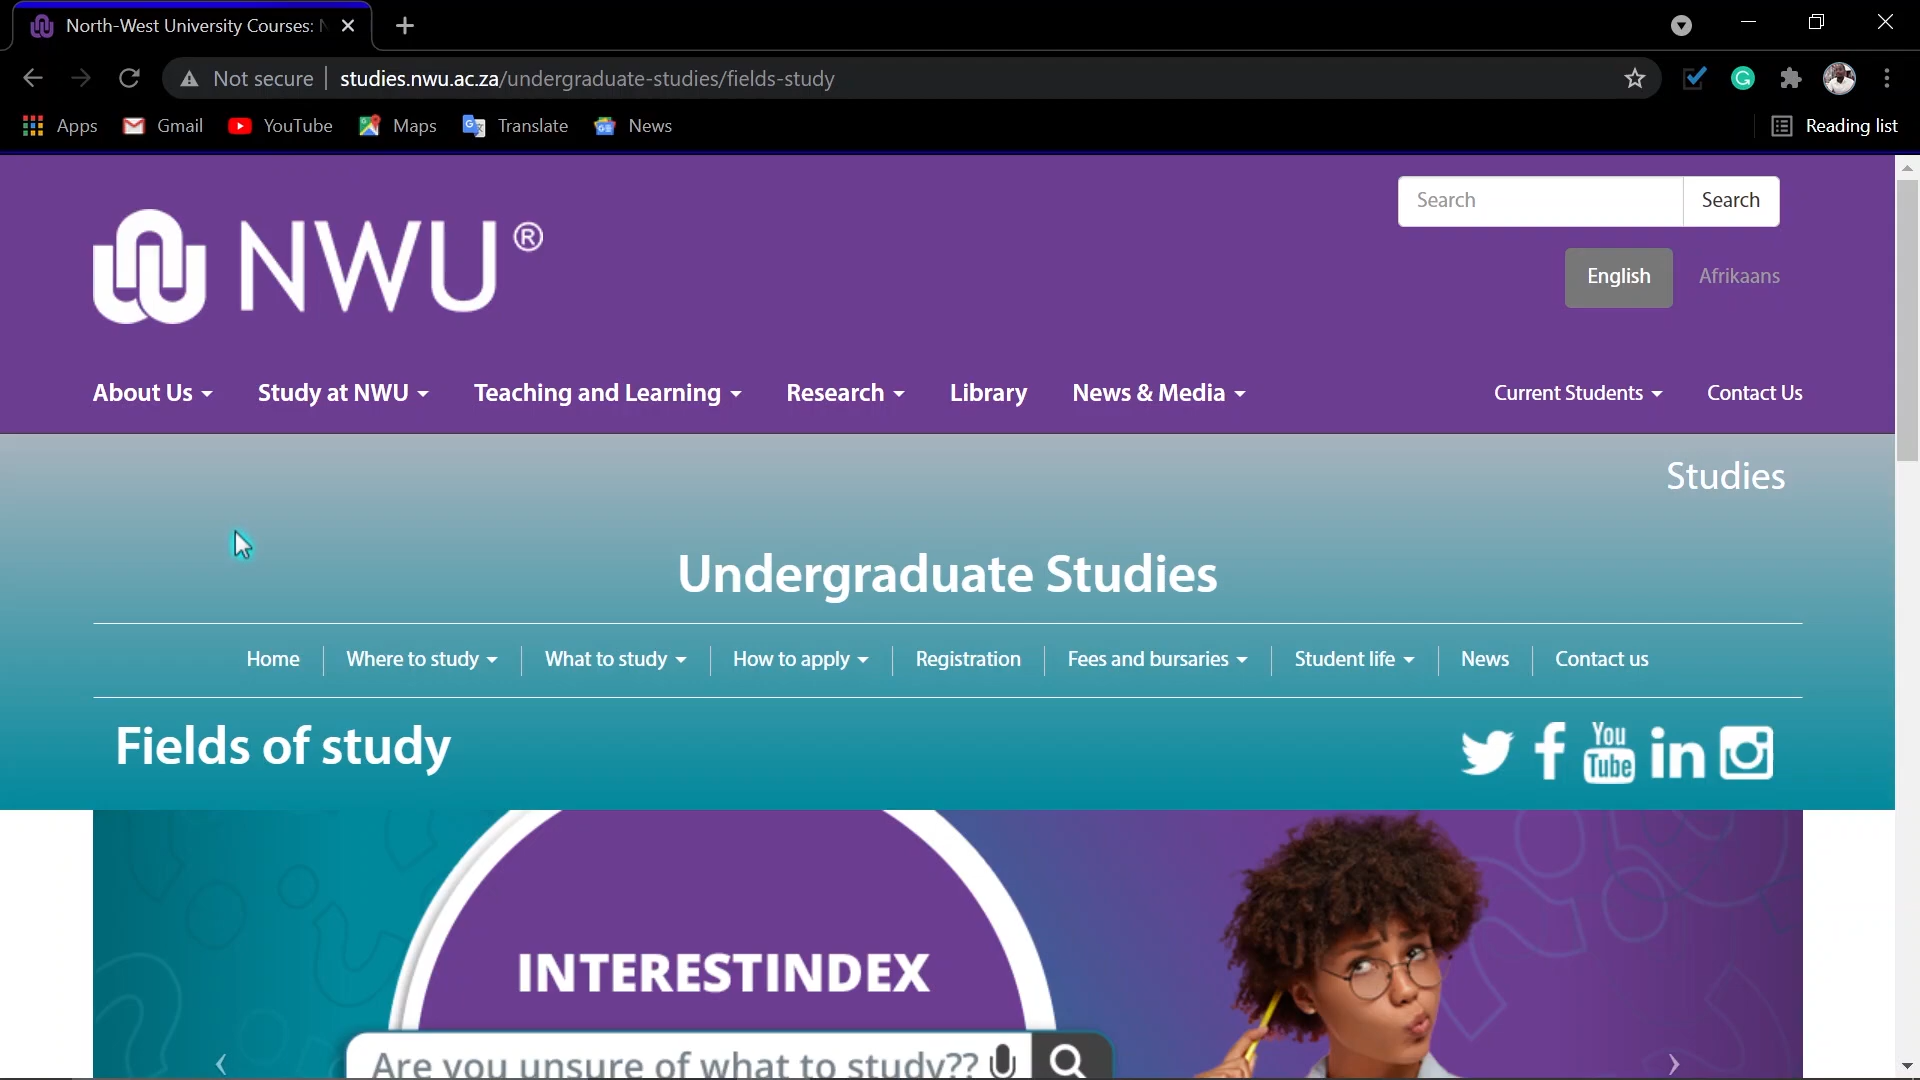 North-West University Courses: N
Not secure studies.nwu.ac.za/undergraduate-studies/fields-study
Apps Gmail YouTube Maps Translate News Reading list
Search Search
NWU®
English Afrikaans
About Us Study at NWU Teaching and Learning Research Library News & Media Current Students Contact Us
Studies
Undergraduate Studies
Home Where to study What to study How to apply Registration Fees and bursaries Student life News Contact us
Fields of study
You
Tube
in
INTERESTINDEX
Are you unsure of what to study??